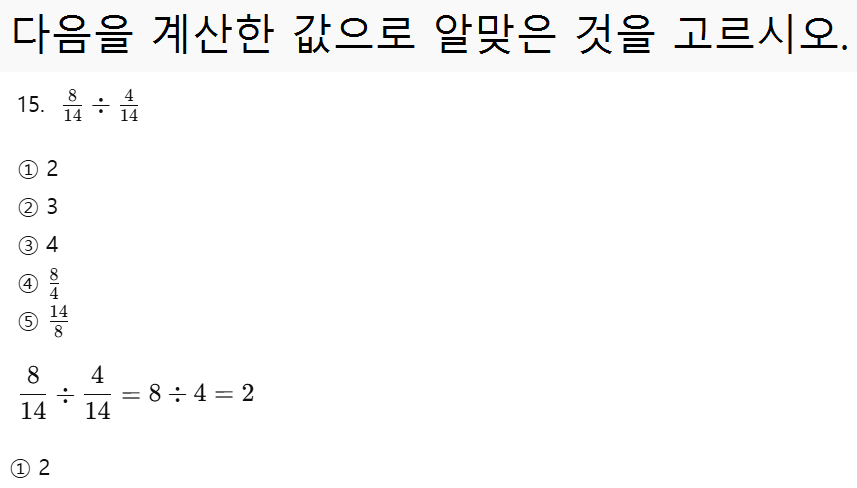 다음을 계산한 값으로 알맞은 것을 고르시오.
15. 8/14 ÷ 4/14
① 2
② 3
③ 4
④ 8/4
⑤ 14/8
8/14 ÷ 4/14 = 8 ÷ 4 = 2
① 2